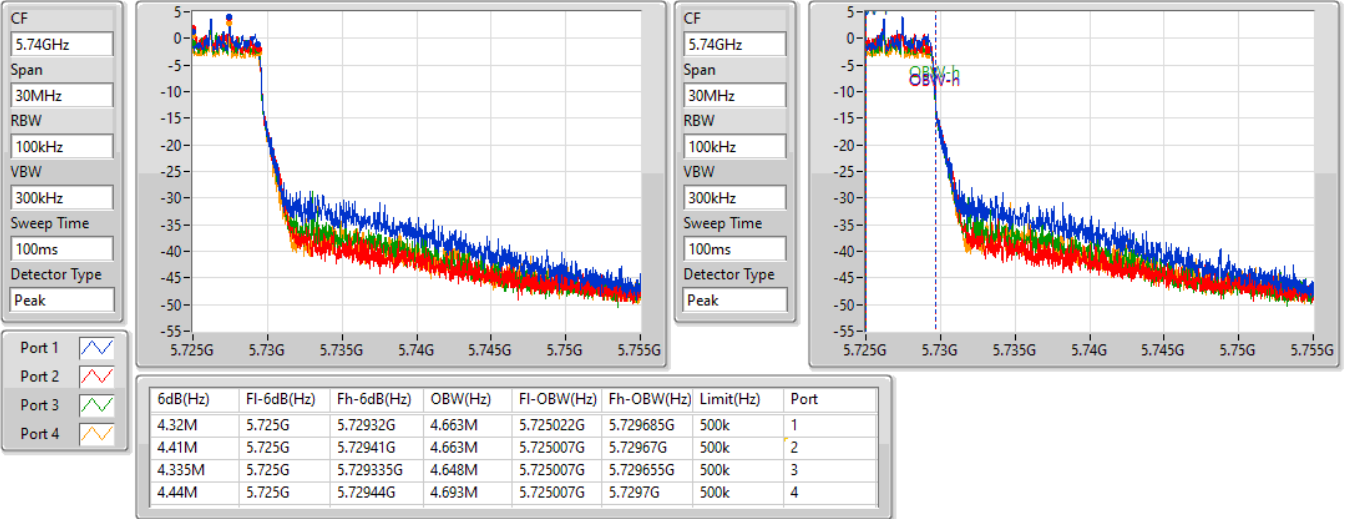 CF
5.74GHz
Span
30MHz
RBW
100kHz
VBW
300kHz
Sweep Time
100ms
Detector Type
Peak
5
0
-5
-10
-15
-20
-25
-30
-35
-40
-45
-50
-55
5.725G 5.73G 5.735G 5.74G 5.745G 5.75G 5.755G
CF
5.74GHz
Span
30MHz
RBW
100kHz
VBW
300kHz
Sweep Time
100ms
Detector Type
Peak
5
0
-5
-10
-15
-20
-25
-30
-35
-40
-45
-50
-55
OBW-h
OBW-h
5.725G 5.73G 5.735G 5.74G 5.745G 5.75G 5.755G
Port 1
Port 2
Port 3
Port 4
6dB(Hz) Fl-6dB(Hz) Fh-6dB(Hz) OBW(Hz) Fl-OBW(Hz) Fh-OBW(Hz) Limit(Hz) Port
4.32M 5.725G 5.72932G 4.663M 5.725022G 5.729685G 500k 1
4.41M 5.725G 5.72941G 4.663M 5.725007G 5.72967G 500k 2
4.335M 5.725G 5.729335G 4.648M 5.725007G 5.729655G 500k 3
4.44M 5.725G 5.72944G 4.693M 5.725007G 5.7297G 500k 4